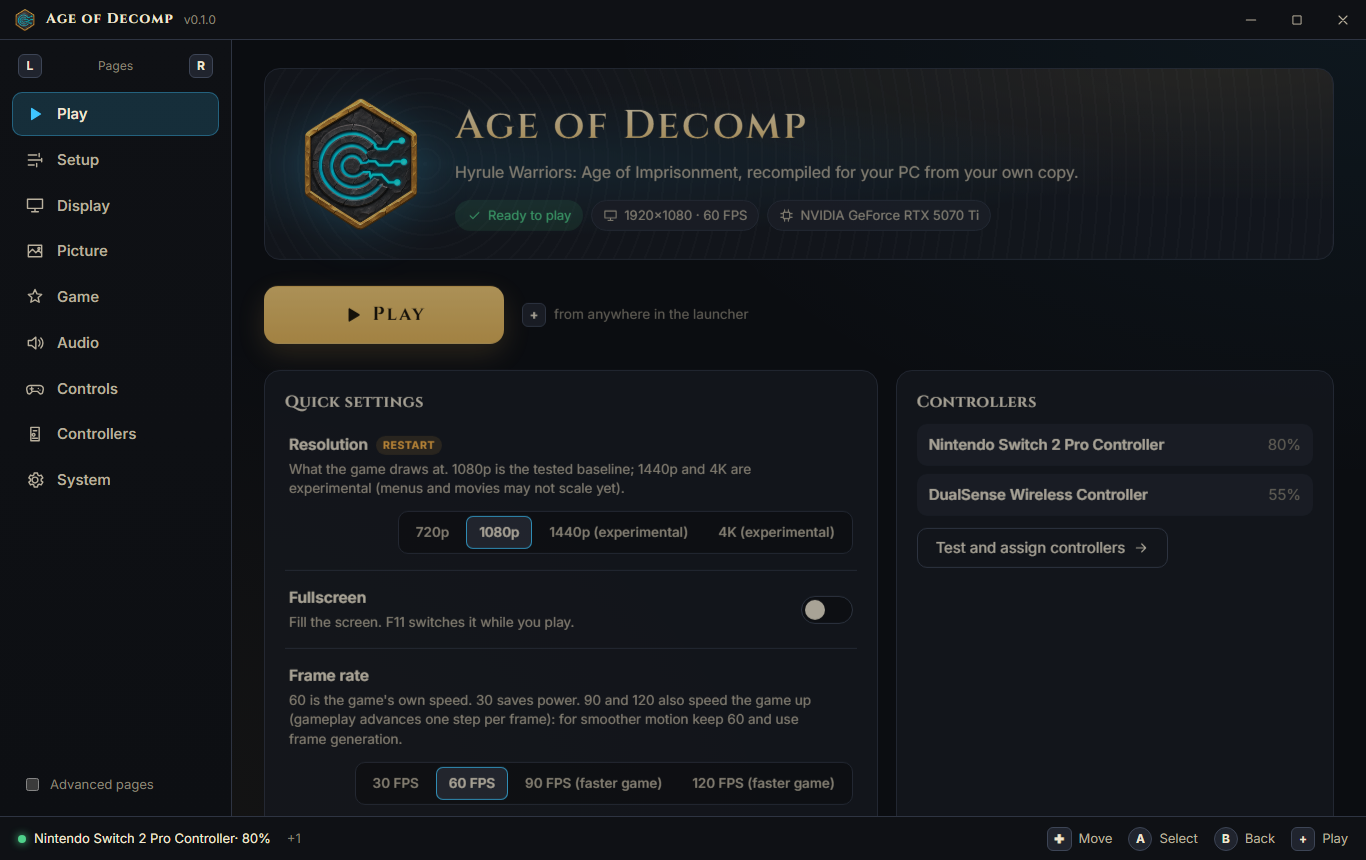 Age of Decomp v0.1.0
L Pages R
Play
Setup
Display
Picture
Game
Audio
Controls
Controllers
System
Advanced pages
Age of Decomp
Hyrule Warriors: Age of Imprisonment, recompiled for your PC from your own copy.
Ready to play 1920×1080 · 60 FPS NVIDIA GeForce RTX 5070 Ti
Play + from anywhere in the launcher
Quick settings
Resolution RESTART
What the game draws at. 1080p is the tested baseline; 1440p and 4K are
experimental (menus and movies may not scale yet).
720p 1080p 1440p (experimental) 4K (experimental)
Fullscreen
Fill the screen. F11 switches it while you play.
Frame rate
60 is the game's own speed. 30 saves power. 90 and 120 also speed the game up
(gameplay advances one step per frame): for smoother motion keep 60 and use
frame generation.
30 FPS 60 FPS 90 FPS (faster game) 120 FPS (faster game)
Controllers
Nintendo Switch 2 Pro Controller 80%
DualSense Wireless Controller 55%
Test and assign controllers →
Nintendo Switch 2 Pro Controller· 80% +1
Move A Select B Back + Play